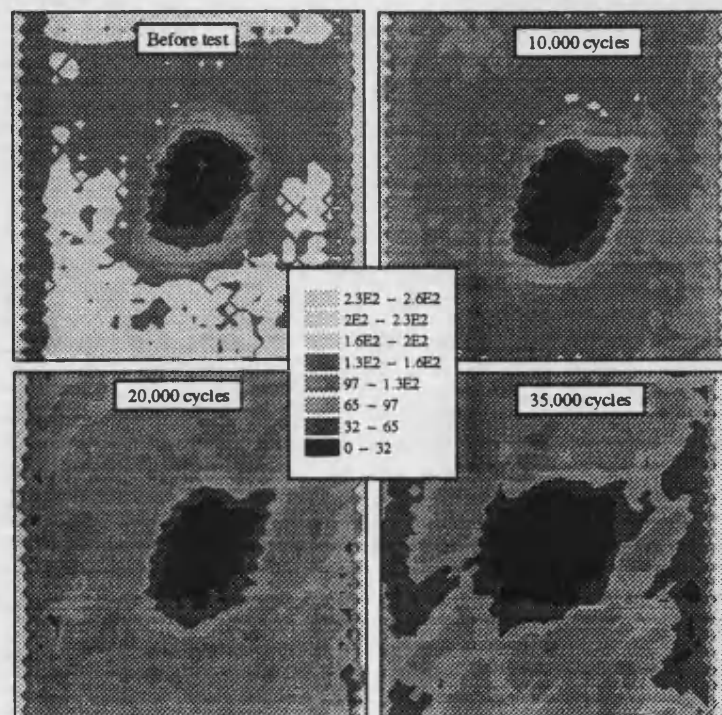 Before test
10,000 cycles
2.3E2 – 2.6E2
2E2 – 2.3E2
1.6E2 – 2E2
1.3E2 – 1.6E2
97 – 1.3E2
65 – 97
32 – 65
0 – 32
20,000 cycles
35,000 cycles